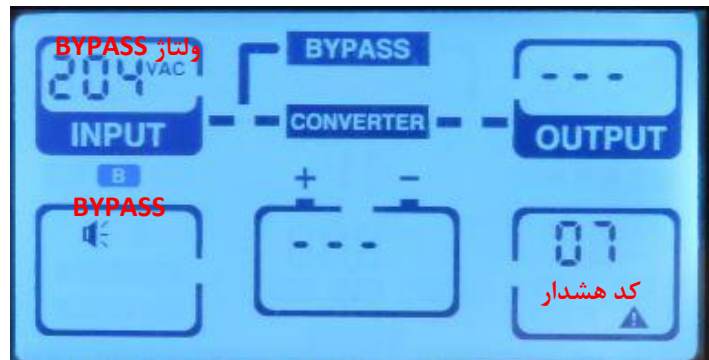 ولتاژ BYPASS
204 VAC
INPUT
BYPASS
CONVERTER
---
OUTPUT
B
BYPASS
+ -
---
07
کد هشدار